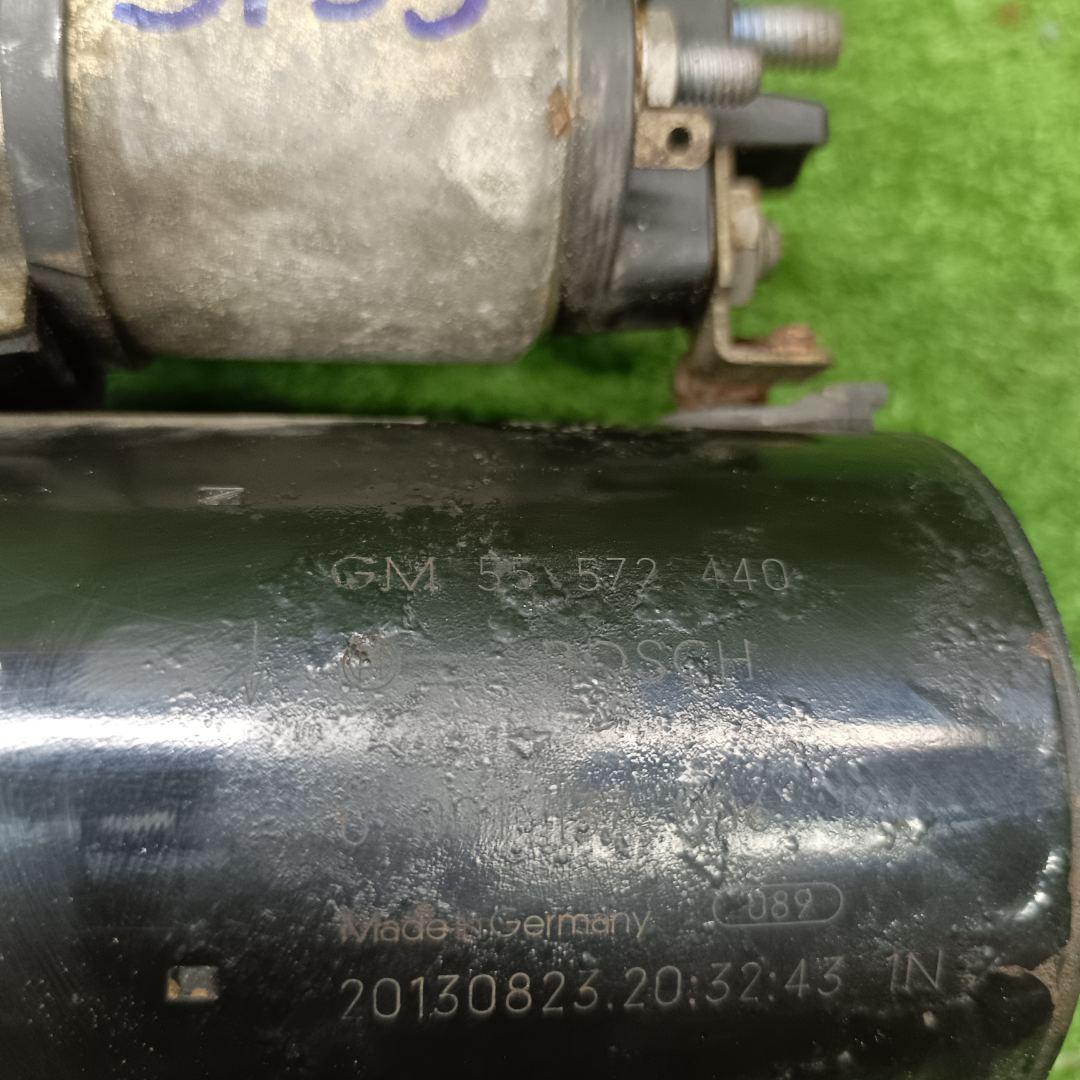 GM 55 572 440
BOSCH
Made in Germany 089
20130823.20:32:43 1N